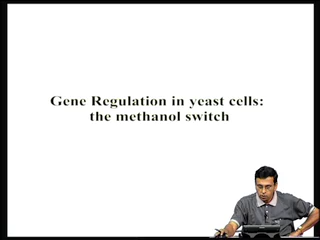 Gene Regulation in yeast cells:
the methanol switch